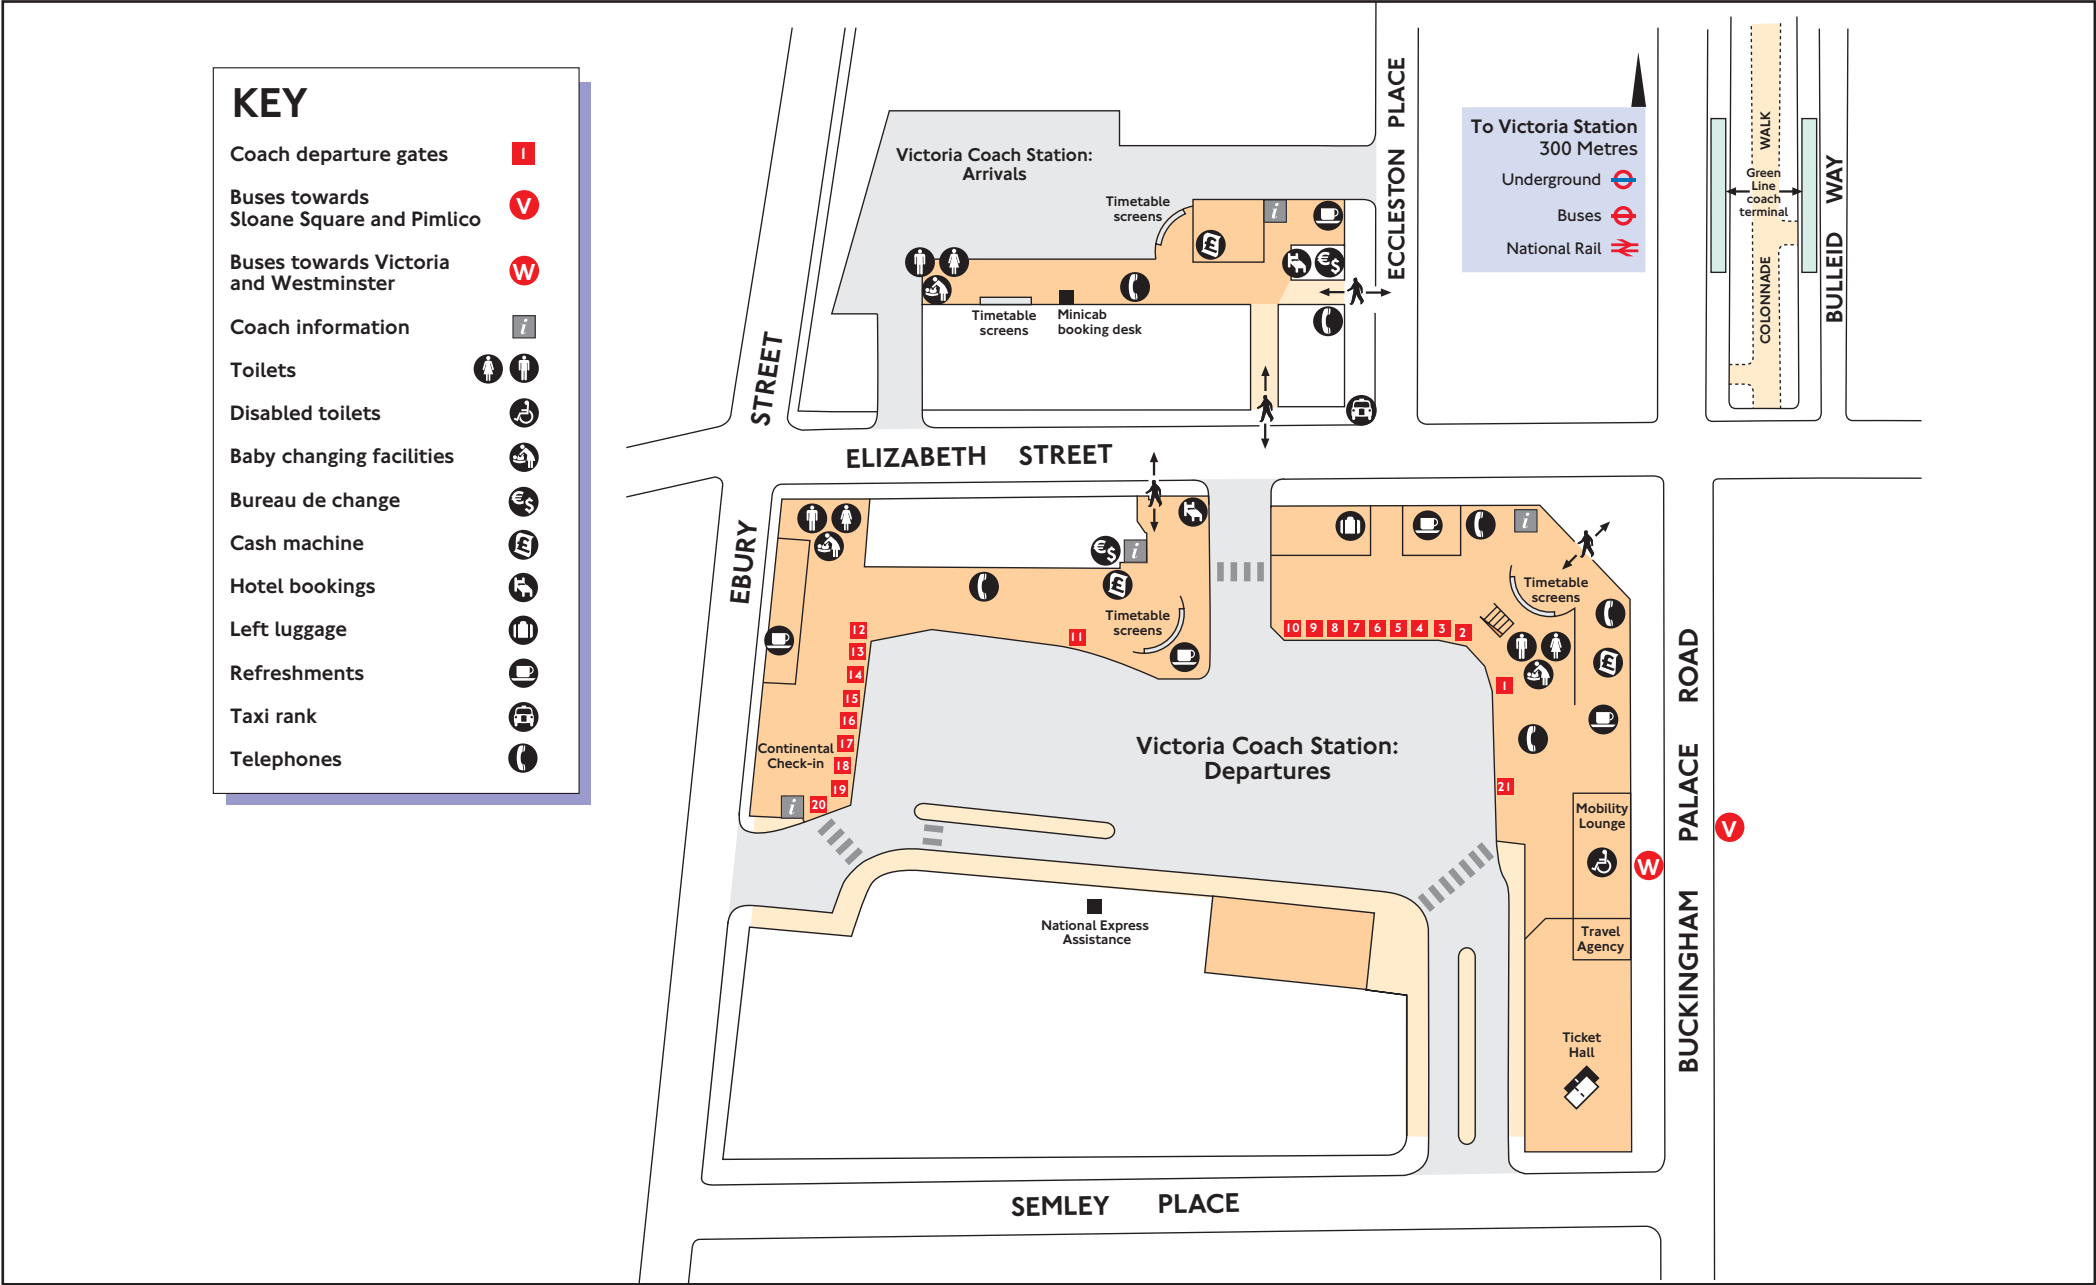 KEY
Coach departure gates
1
Buses towards
Sloane Square and Pimlico
V
Buses towards Victoria
and Westminster
W
Coach information
i
Toilets
Disabled toilets
Baby changing facilities
Bureau de change
€$
Cash machine
£
Hotel bookings
Left luggage
Refreshments
Taxi rank
Telephones
Victoria Coach Station:
Arrivals
Timetable
screens
i
£
€$
Timetable
screens
Minicab
booking desk
ECCLESTON PLACE
To Victoria Station
300 Metres
Underground
Buses
National Rail
COLONNADE WALK
Green
Line
coach
terminal
BULLEID WAY
EBURY STREET
ELIZABETH STREET
€$
i
£
Timetable
screens
11
12
13
14
15
16
17
18
19
20
Continental
Check-in
i
i
Timetable
screens
10 9 8 7 6 5 4 3 2
1
£
21
Victoria Coach Station:
Departures
Mobility
Lounge
V
W
Travel
Agency
National Express
Assistance
Ticket
Hall
BUCKINGHAM PALACE ROAD
SEMLEY PLACE